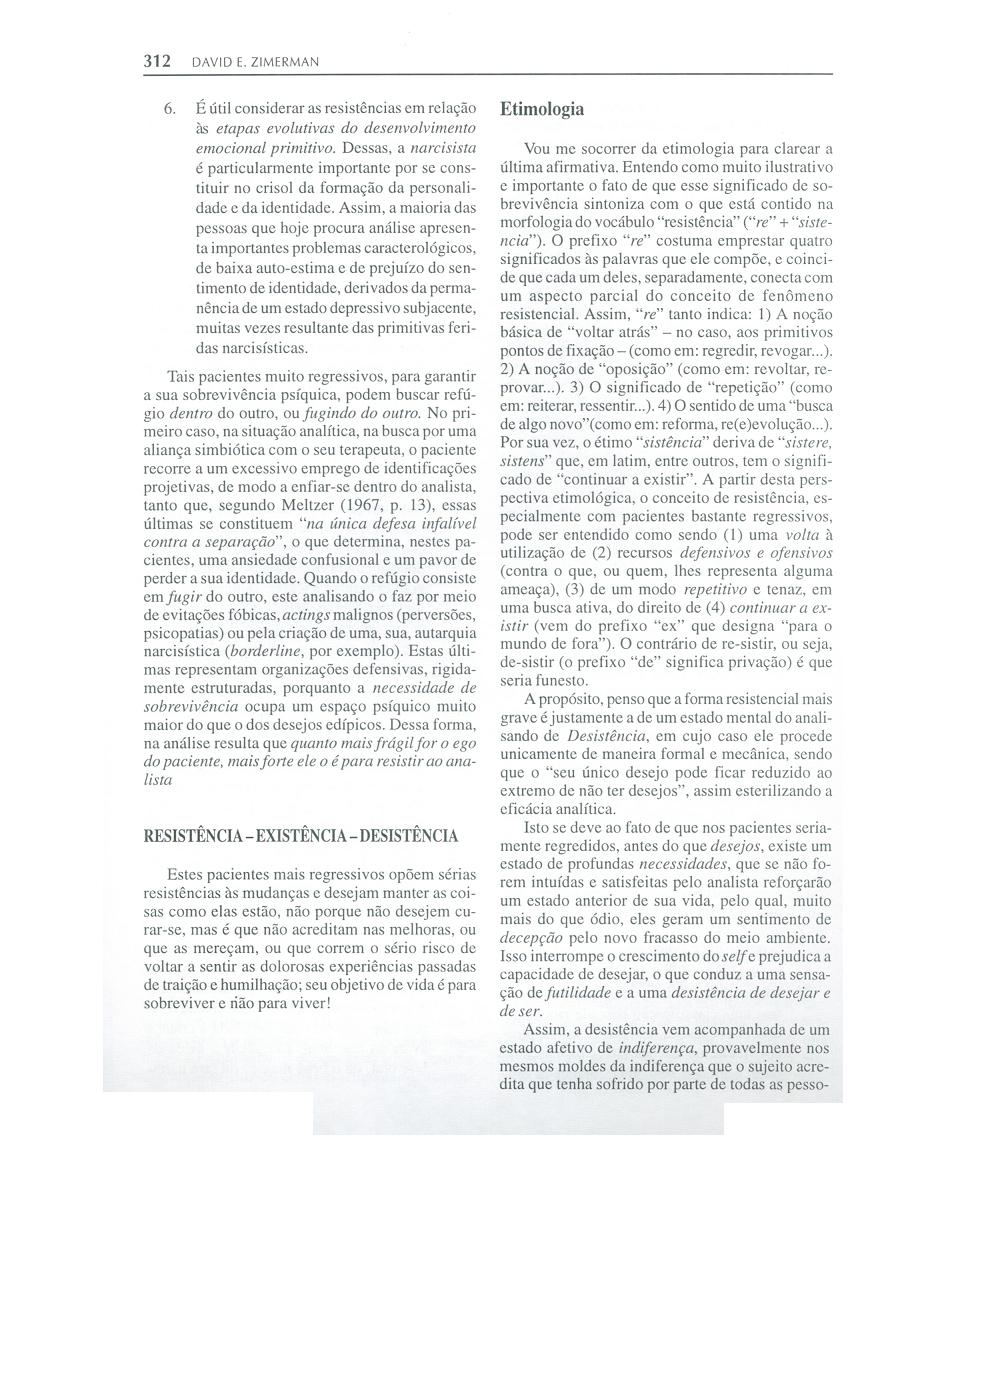 312 DAVID E. ZIMERMAN
6. É útil considerar as resistências em relação
às etapas evolutivas do desenvolvimento
emocional primitivo. Dessas, a narcisista
é particularmente importante por se cons-
tituir no crisol da formação da personali-
dade e da identidade. Assim, a maioria das
pessoas que hoje procura análise apresen-
ta importantes problemas caracterológicos,
de baixa auto-estima e de prejuízo do sen-
timento de identidade, derivados da perma-
nência de um estado depressivo subjacente,
muitas vezes resultante das primitivas feri-
das narcisísticas.
Tais pacientes muito regressivos, para garantir
a sua sobrevivência psíquica, podem buscar refú-
gio dentro do outro, ou fugindo do outro. No pri-
meiro caso, na situação analítica, na busca por uma
aliança simbiótica com o seu terapeuta, o paciente
recorre a um excessivo emprego de identificações
projetivas, de modo a enfiar-se dentro do analista,
tanto que, segundo Meltzer (1967, p. 13), essas
últimas se constituem "na única defesa infalível
contra a separação", o que determina, nestes pa-
cientes, uma ansiedade confusional e um pavor de
perder a sua identidade. Quando o refúgio consiste
em fugir do outro, este analisando o faz por meio
de evitações fóbicas, actings malignos (perversões,
psicopatias) ou pela criação de uma, sua, autarquia
narcisística (borderline, por exemplo). Estas últi-
mas representam organizações defensivas, rigida-
mente estruturadas, porquanto a necessidade de
sobrevivência ocupa um espaço psíquico muito
maior do que o dos desejos edípicos. Dessa forma,
na análise resulta que quanto mais frágil for o ego
do paciente, mais forte ele o é para resistir ao ana-
lista
RESISTÊNCIA – EXISTÊNCIA – DESISTÊNCIA
Estes pacientes mais regressivos opõem sérias
resistências às mudanças e desejam manter as coi-
sas como elas estão, não porque não desejem cu-
rar-se, mas é que não acreditam nas melhoras, ou
que as mereçam, ou que correm o sério risco de
voltar a sentir as dolorosas experiências passadas
de traição e humilhação; seu objetivo de vida é para
sobreviver e não para viver!
Etimologia
Vou me socorrer da etimologia para clarear a
última afirmativa. Entendo como muito ilustrativo
e importante o fato de que esse significado de so-
brevivência sintoniza com o que está contido na
morfologia do vocábulo "resistência" ("re" + "siste-
ncia"). O prefixo "re" costuma emprestar quatro
significados às palavras que ele compõe, e coinci-
de que cada um deles, separadamente, conecta com
um aspecto parcial do conceito de fenômeno
resistencial. Assim, "re" tanto indica: 1) A noção
básica de "voltar atrás" – no caso, aos primitivos
pontos de fixação – (como em: regredir, revogar...).
2) A noção de "oposição" (como em: revoltar, re-
provar...). 3) O significado de "repetição" (como
em: reiterar, ressentir...). 4) O sentido de uma "busca
de algo novo"(como em: reforma, re(e)evolução...).
Por sua vez, o étimo "sistência" deriva de "sistere,
sistens" que, em latim, entre outros, tem o signifi-
cado de "continuar a existir". A partir desta pers-
pectiva etimológica, o conceito de resistência, es-
pecialmente com pacientes bastante regressivos,
pode ser entendido como sendo (1) uma volta à
utilização de (2) recursos defensivos e ofensivos
(contra o que, ou quem, lhes representa alguma
ameaça), (3) de um modo repetitivo e tenaz, em
uma busca ativa, do direito de (4) continuar a ex-
istir (vem do prefixo "ex" que designa "para o
mundo de fora"). O contrário de re-sistir, ou seja,
de-sistir (o prefixo "de" significa privação) é que
seria funesto.
A propósito, penso que a forma resistencial mais
grave é justamente a de um estado mental do anali-
sando de Desistência, em cujo caso ele procede
unicamente de maneira formal e mecânica, sendo
que o "seu único desejo pode ficar reduzido ao
extremo de não ter desejos", assim esterilizando a
eficácia analítica.
Isto se deve ao fato de que nos pacientes seria-
mente regredidos, antes do que desejos, existe um
estado de profundas necessidades, que se não fo-
rem intuídas e satisfeitas pelo analista reforçarão
um estado anterior de sua vida, pelo qual, muito
mais do que ódio, eles geram um sentimento de
decepção pelo novo fracasso do meio ambiente.
Isso interrompe o crescimento do self e prejudica a
capacidade de desejar, o que conduz a uma sensa-
ção de futilidade e a uma desistência de desejar e
de ser.
Assim, a desistência vem acompanhada de um
estado afetivo de indiferença, provavelmente nos
mesmos moldes da indiferença que o sujeito acre-
dita que tenha sofrido por parte de todas as pesso-